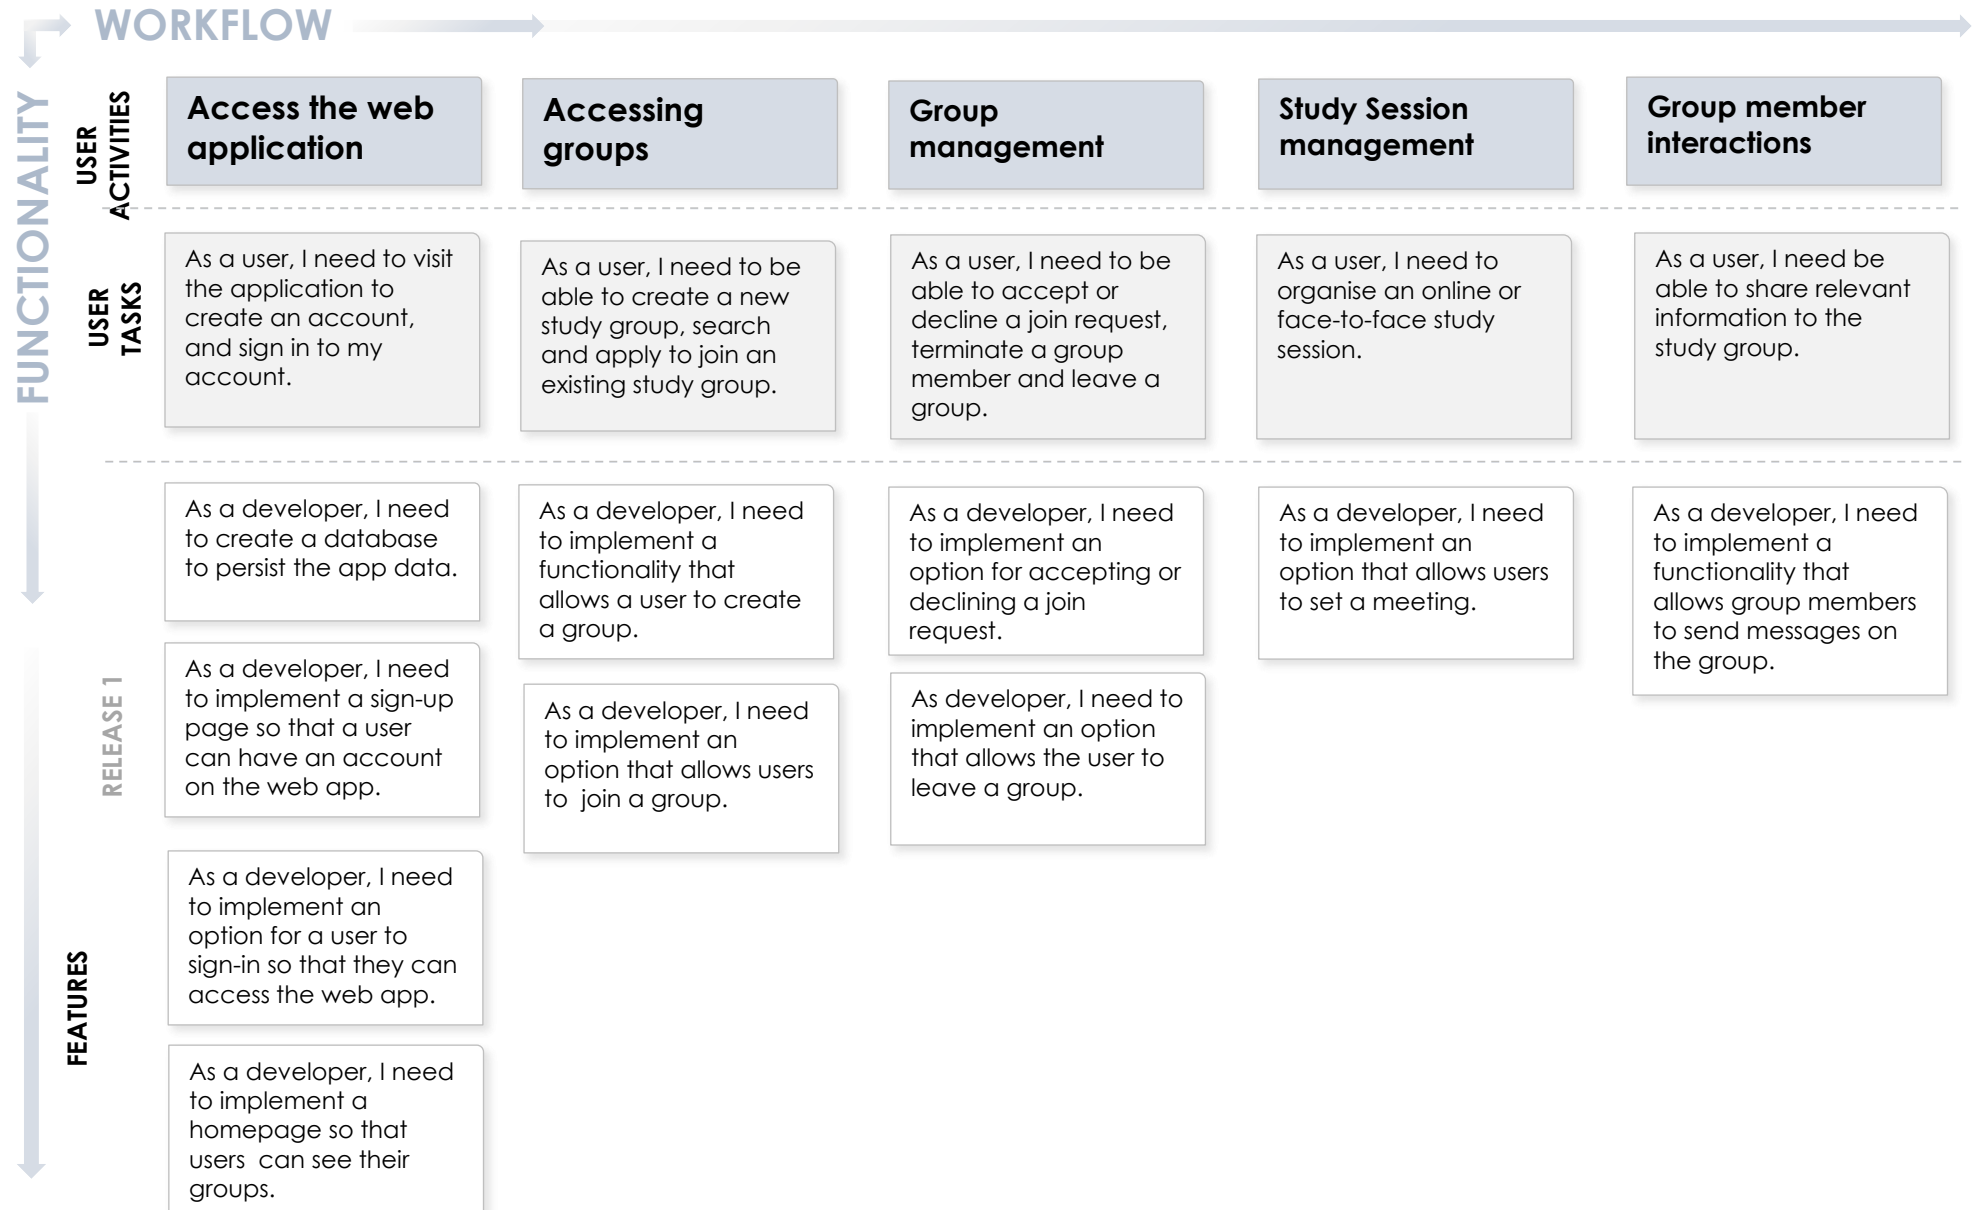 WORKFLOW
FUNCTIONALITY
USER
ACTIVITIES
Access the web
application
Accessing
groups
Group
management
Study Session
management
Group member
interactions
USER
TASKS
As a user, I need to visit
the application to
create an account,
and sign in to my
account.
As a user, I need to be
able to create a new
study group, search
and apply to join an
existing study group.
As a user, I need to be
able to accept or
decline a join request,
terminate a group
member and leave a
group.
As a user, I need to
organise an online or
face-to-face study
session.
As a user, I need be
able to share relevant
information to the
study group.
FEATURES
RELEASE 1
As a developer, I need
to create a database
to persist the app data.
As a developer, I need
to implement a sign-up
page so that a user
can have an account
on the web app.
As a developer, I need
to implement an
option for a user to
sign-in so that they can
access the web app.
As a developer, I need
to implement a
homepage so that
users can see their
groups.
As a developer, I need
to implement a
functionality that
allows a user to create
a group.
As a developer, I need
to implement an
option that allows users
to join a group.
As a developer, I need
to implement an
option for accepting or
declining a join
request.
As developer, I need to
implement an option
that allows the user to
leave a group.
As a developer, I need
to implement an
option that allows users
to set a meeting.
As a developer, I need
to implement a
functionality that
allows group members
to send messages on
the group.